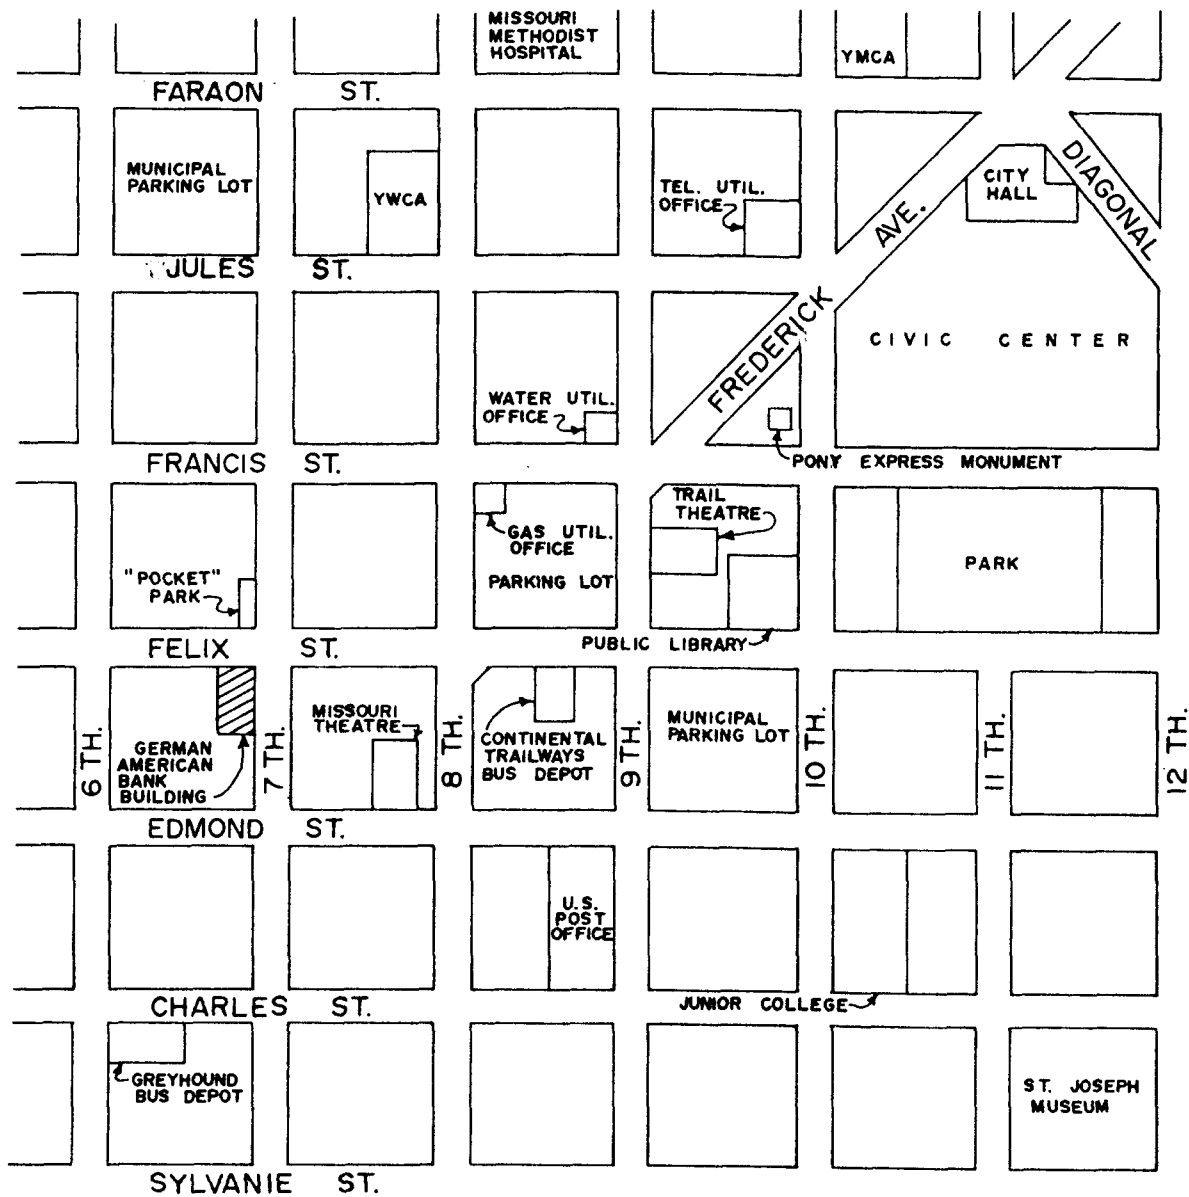 MISSOURI
METHODIST
HOSPITAL
YMCA
FARAON ST.
MUNICIPAL
PARKING LOT
YWCA
TEL. UTIL.
OFFICE
CITY
HALL
DIAGONAL
FREDERICK AVE.
JULES ST.
CIVIC CENTER
WATER UTIL.
OFFICE
FRANCIS ST.
PONY EXPRESS MONUMENT
GAS UTIL.
OFFICE
PARKING LOT
TRAIL
THEATRE
PARK
"POCKET"
PARK
FELIX ST.
PUBLIC LIBRARY
GERMAN
AMERICAN
BANK
BUILDING
MISSOURI
THEATRE
CONTINENTAL
TRAILWAYS
BUS DEPOT
MUNICIPAL
PARKING LOT
6 TH.
7 TH.
8 TH.
9 TH.
10 TH.
11 TH.
12 TH.
EDMOND ST.
U.S.
POST
OFFICE
CHARLES ST.
JUNIOR COLLEGE
GREYHOUND
BUS DEPOT
ST. JOSEPH
MUSEUM
SYLVANIE ST.